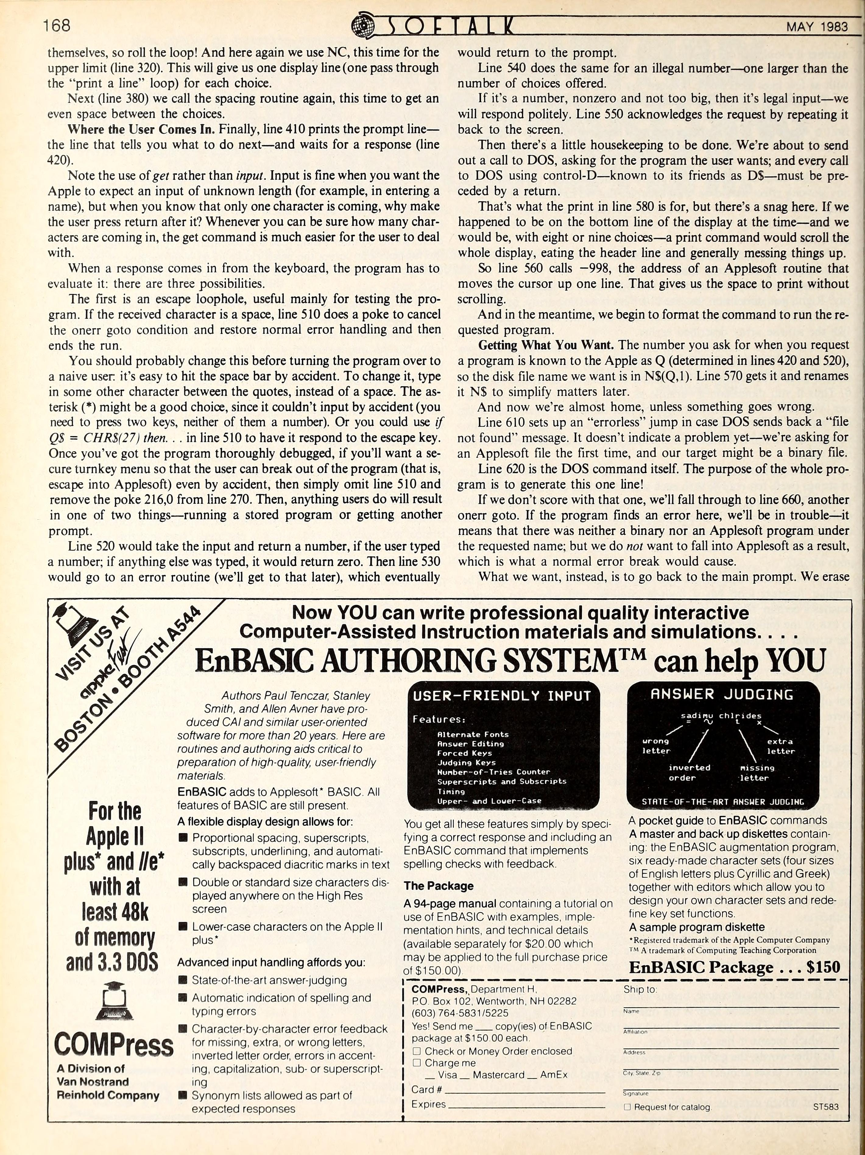 168
SOFTALK
MAY 1983
themselves, so roll the loop! And here again we use NC, this time for the
upper limit (line 320). This will give us one display line (one pass through
the "print a line" loop) for each choice.
Next (line 380) we call the spacing routine again, this time to get an
even space between the choices.
Where the User Comes In. Finally, line 410 prints the prompt line—
the line that tells you what to do next—and waits for a response (line
420).
Note the use of get rather than input. Input is fine when you want the
Apple to expect an input of unknown length (for example, in entering a
name), but when you know that only one character is coming, why make
the user press return after it? Whenever you can be sure how many char-
acters are coming in, the get command is much easier for the user to deal
with.
When a response comes in from the keyboard, the program has to
evaluate it: there are three possibilities.
The first is an escape loophole, useful mainly for testing the pro-
gram. If the received character is a space, line 510 does a poke to cancel
the onerr goto condition and restore normal error handling and then
ends the run.
You should probably change this before turning the program over to
a naive user: it's easy to hit the space bar by accident. To change it, type
in some other character between the quotes, instead of a space. The as-
terisk (*) might be a good choice, since it couldn't input by accident (you
need to press two keys, neither of them a number). Or you could use if
Q$ = CHR$(27) then. . . in line 510 to have it respond to the escape key.
Once you've got the program thoroughly debugged, if you'll want a se-
cure turnkey menu so that the user can break out of the program (that is,
escape into Applesoft) even by accident, then simply omit line 510 and
remove the poke 216,0 from line 270. Then, anything users do will result
in one of two things—running a stored program or getting another
prompt.
Line 520 would take the input and return a number, if the user typed
a number; if anything else was typed, it would return zero. Then line 530
would go to an error routine (we'll get to that later), which eventually
would return to the prompt.
Line 540 does the same for an illegal number—one larger than the
number of choices offered.
If it's a number, nonzero and not too big, then it's legal input—we
will respond politely. Line 550 acknowledges the request by repeating it
back to the screen.
Then there's a little housekeeping to be done. We're about to send
out a call to DOS, asking for the program the user wants; and every call
to DOS using control-D—known to its friends as D$—must be pre-
ceded by a return.
That's what the print in line 580 is for, but there's a snag here. If we
happened to be on the bottom line of the display at the time—and we
would be, with eight or nine choices—a print command would scroll the
whole display, eating the header line and generally messing things up.
So line 560 calls −998, the address of an Applesoft routine that
moves the cursor up one line. That gives us the space to print without
scrolling.
And in the meantime, we begin to format the command to run the re-
quested program.
Getting What You Want. The number you ask for when you request
a program is known to the Apple as Q (determined in lines 420 and 520),
so the disk file name we want is in N$(Q,1). Line 570 gets it and renames
it N$ to simplify matters later.
And now we're almost home, unless something goes wrong.
Line 610 sets up an "errorless" jump in case DOS sends back a "file
not found" message. It doesn't indicate a problem yet—we're asking for
an Applesoft file the first time, and our target might be a binary file.
Line 620 is the DOS command itself. The purpose of the whole pro-
gram is to generate this one line!
If we don't score with that one, we'll fall through to line 660, another
onerr goto. If the program finds an error here, we'll be in trouble—it
means that there was neither a binary nor an Applesoft program under
the requested name; but we do not want to fall into Applesoft as a result,
which is what a normal error break would cause.
What we want, instead, is to go back to the main prompt. We erase
VISIT US AT
appleFest
BOSTON • BOOTH A544
Now YOU can write professional quality interactive
Computer-Assisted Instruction materials and simulations. . . .
EnBASIC AUTHORING SYSTEM™ can help YOU
For the
Apple II
plus* and //e*
with at
least 48k
of memory
and 3.3 DOS
COMPress
A Division of
Van Nostrand
Reinhold Company
Authors Paul Tenczar, Stanley
Smith, and Allen Avner have pro-
duced CAI and similar user-oriented
software for more than 20 years. Here are
routines and authoring aids critical to
preparation of high-quality, user-friendly
materials.
EnBASIC adds to Applesoft* BASIC. All
features of BASIC are still present.
A flexible display design allows for:
■ Proportional spacing, superscripts,
subscripts, underlining, and automati-
cally backspaced diacritic marks in text
■ Double or standard size characters dis-
played anywhere on the High Res
screen
■ Lower-case characters on the Apple II
plus*
Advanced input handling affords you:
■ State-of-the-art answer-judging
■ Automatic indication of spelling and
typing errors
■ Character-by-character error feedback
for missing, extra, or wrong letters,
inverted letter order, errors in accent-
ing, capitalization, sub- or superscript-
ing
■ Synonym lists allowed as part of
expected responses
USER-FRIENDLY INPUT
Features:
Alternate Fonts
Answer Editing
Forced Keys
Judging Keys
Number-of-Tries Counter
Superscripts and Subscripts
Timing
Upper- and Lower-Case
You get all these features simply by speci-
fying a correct response and including an
EnBASIC command that implements
spelling checks with feedback.
The Package
A 94-page manual containing a tutorial on
use of EnBASIC with examples, imple-
mentation hints, and technical details
(available separately for $20.00 which
may be applied to the full purchase price
of $150.00)
ANSWER JUDGING
sadimu chlrides
wrong
letter
extra
letter
inverted
order
missing
letter
STATE-OF-THE-ART ANSWER JUDGING
A pocket guide to EnBASIC commands
A master and back up diskettes contain-
ing: the EnBASIC augmentation program,
six ready-made character sets (four sizes
of English letters plus Cyrillic and Greek)
together with editors which allow you to
design your own character sets and rede-
fine key set functions.
A sample program diskette
*Registered trademark of the Apple Computer Company
™ A trademark of Computing Teaching Corporation
EnBASIC Package . . . $150
COMPress, Department H,
P.O. Box 102, Wentworth, NH 02282
(603) 764-5831/5225
Yes! Send me ___ copy(ies) of EnBASIC
package at $150.00 each.
☐ Check or Money Order enclosed
☐ Charge me
__ Visa __ Mastercard __ AmEx
Card #
Expires
Ship to:
Name
Affiliation
Address
City, State, Zip
Signature
☐ Request for catalog
ST583